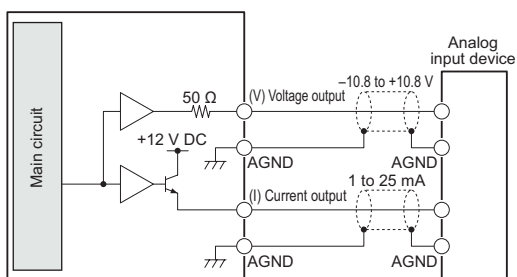 Analog
input device
Main circuit
50 Ω
(V) Voltage output
–10.8 to +10.8 V
+12 V DC
AGND
AGND
(I) Current output
1 to 25 mA
AGND
AGND